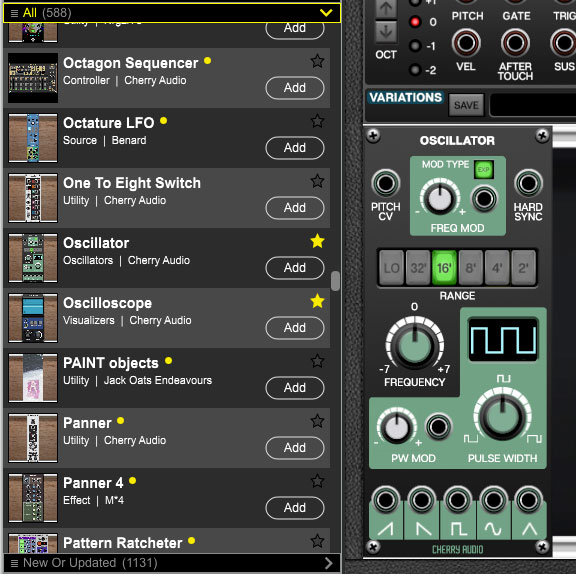 All (588)
Add
Octagon Sequencer
Controller | Cherry Audio
Add
Octature LFO
Source | Benard
Add
One To Eight Switch
Utility | Cherry Audio
Add
Oscillator
Oscillators | Cherry Audio
Add
Oscilloscope
Visualizers | Cherry Audio
Add
PAINT objects
Utility | Jack Oats Endeavours
Add
Panner
Utility | Cherry Audio
Add
Panner 4
Effect | M*4
Add
Pattern Ratcheter
New Or Updated (1131)
+1
0
-1
-2
OCT
PITCH GATE TRIG
VEL AFTER TOUCH SUS
VARIATIONS SAVE
OSCILLATOR
MOD TYPE EXP
PITCH CV
- +
FREQ MOD
HARD SYNC
LO 32' 16' 8' 4' 2'
RANGE
0
-7 +7
FREQUENCY
- +
PW MOD
PULSE WIDTH
CHERRY AUDIO